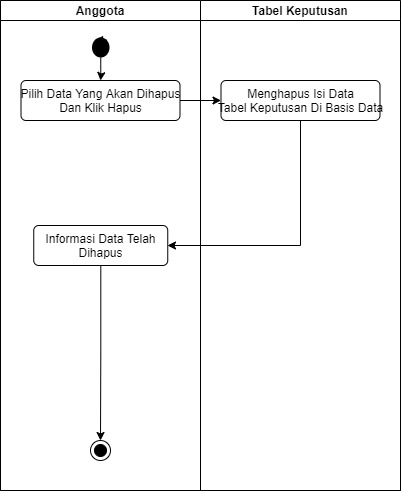 Anggota
Tabel Keputusan
Pilih Data Yang Akan Dihapus
Dan Klik Hapus
Menghapus Isi Data
Tabel Keputusan Di Basis Data
Informasi Data Telah
Dihapus